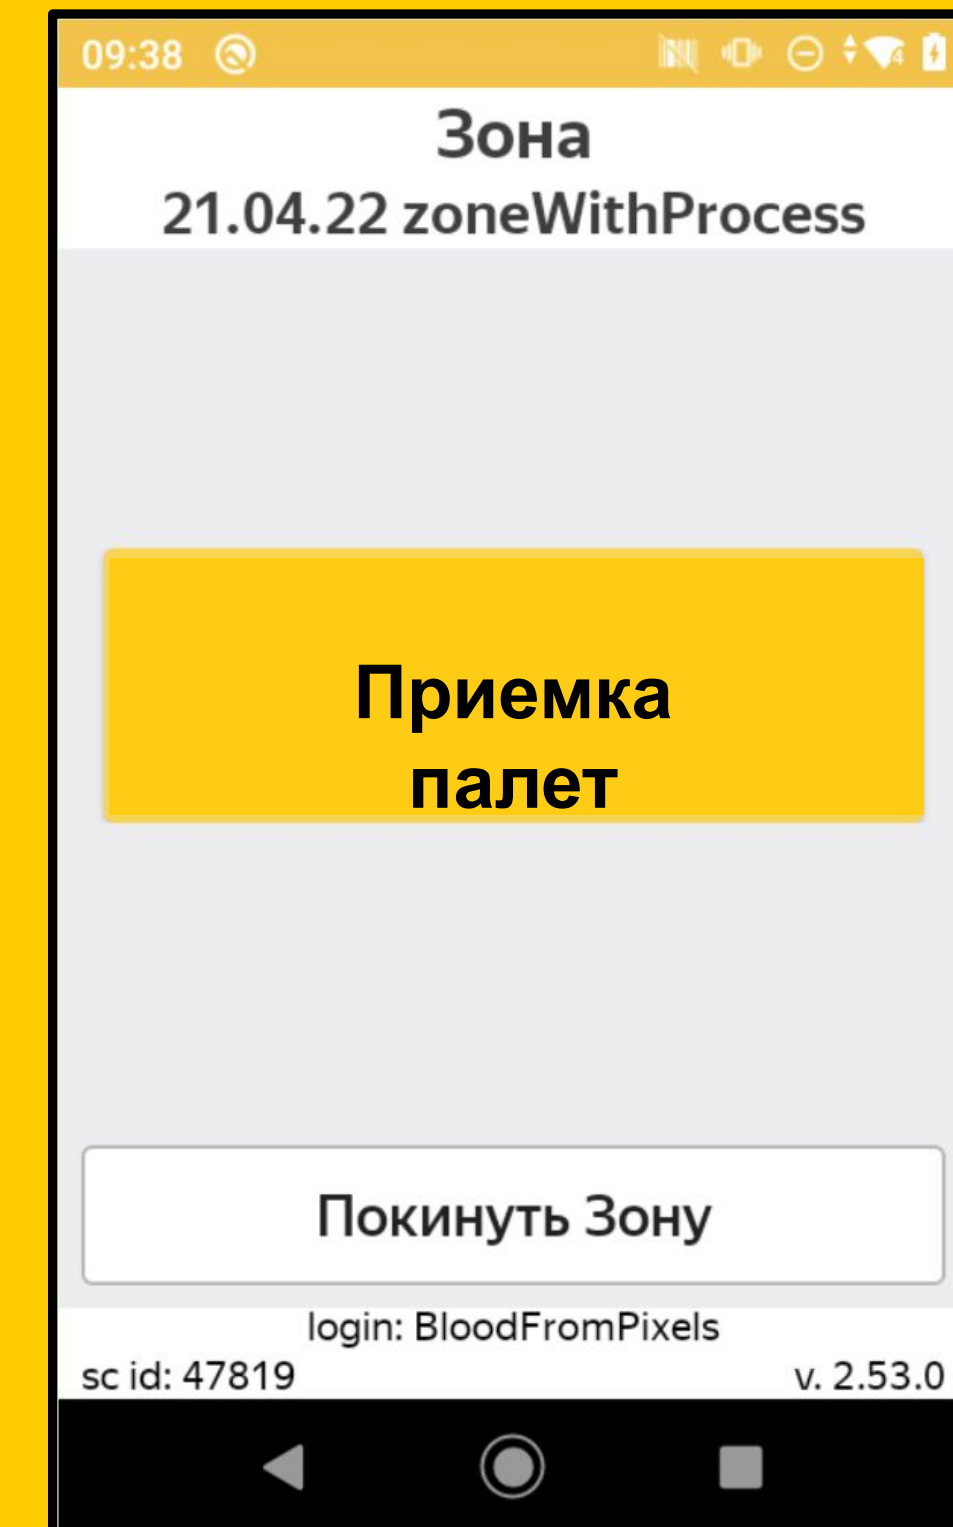 09:38
Зона
21.04.22 zoneWithProcess
Приемка
палет
Покинуть Зону
login: BloodFromPixels
sc id: 47819 v. 2.53.0